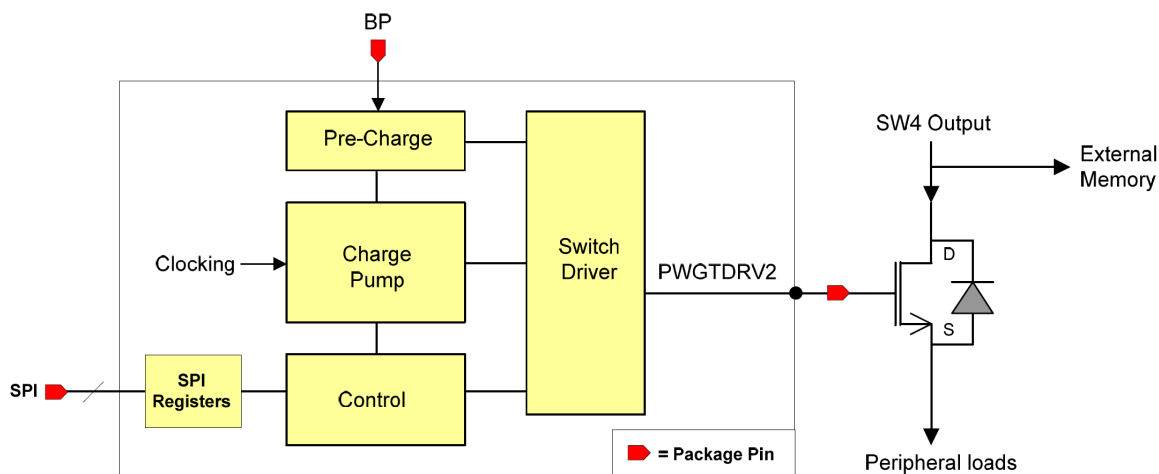 BP
Pre-Charge
SW4 Output
External
Memory
Clocking
Charge
Pump
Switch
Driver
PWGTDRV2
D
S
SPI
SPI
Registers
Control
= Package Pin
Peripheral loads